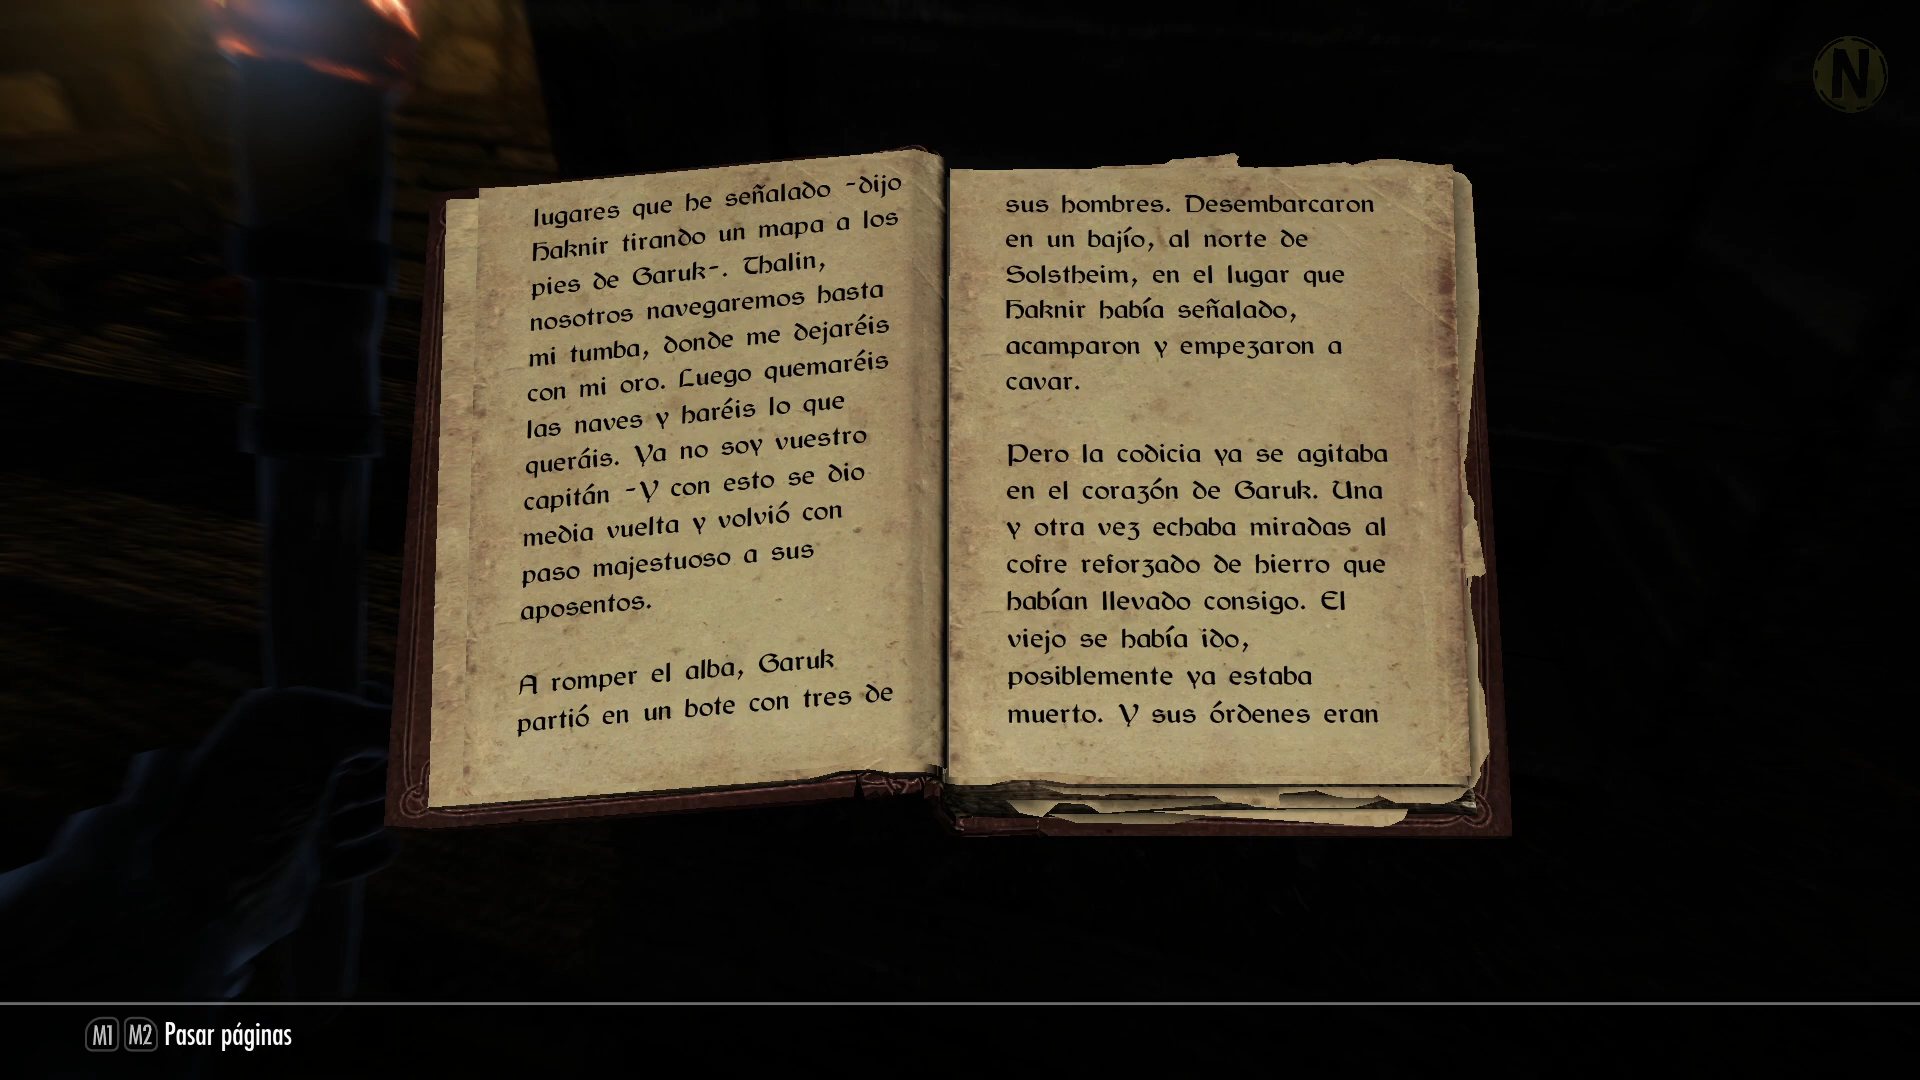 lugares que he señalado -dijo
Haknir tirando un mapa a los
pies de Garuk-. Thalin,
nosotros navegaremos hasta
mi tumba, donde me dejaréis
con mi oro. Luego quemaréis
las naves y haréis lo que
queráis. Ya no soy vuestro
capitán -Y con esto se dio
media vuelta y volvió con
paso majestuoso a sus
aposentos.
A romper el alba, Garuk
partió en un bote con tres de
sus hombres. Desembarcaron
en un bajío, al norte de
Solstheim, en el lugar que
Haknir había señalado,
acamparon y empezaron a
cavar.
Pero la codicia ya se agitaba
en el corazón de Garuk. Una
y otra vez echaba miradas al
cofre reforzado de hierro que
habían llevado consigo. El
viejo se había ido,
posiblemente ya estaba
muerto. Y sus órdenes eran
N
M1 M2 Pasar páginas